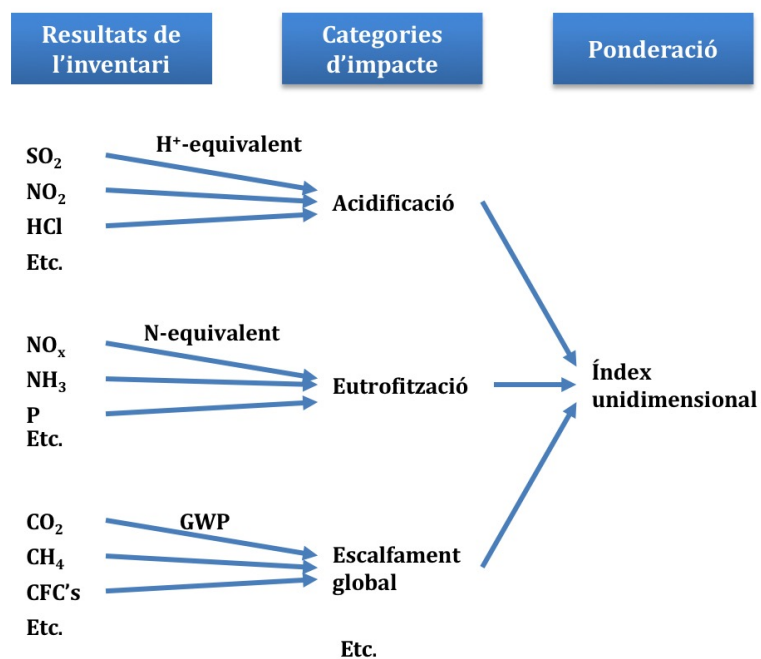 Resultats de
l’inventari
Categories
d’impacte
Ponderació
H⁺-equivalent
SO₂
NO₂
HCl
Etc.
Acidificació
N-equivalent
NOₓ
NH₃
P
Etc.
Eutrofització
Índex
unidimensional
GWP
CO₂
CH₄
CFC’s
Etc.
Escalfament
global
Etc.